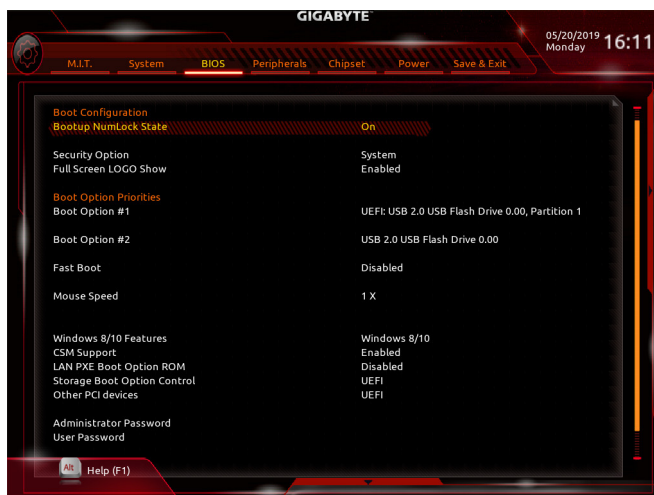 GIGABYTE
05/20/2019
Monday
16:11
M.I.T. System BIOS Peripherals Chipset Power Save & Exit
Boot Configuration
Bootup NumLock State On
Security Option System
Full Screen LOGO Show Enabled
Boot Option Priorities
Boot Option #1 UEFI: USB 2.0 USB Flash Drive 0.00, Partition 1
Boot Option #2 USB 2.0 USB Flash Drive 0.00
Fast Boot Disabled
Mouse Speed 1 X
Windows 8/10 Features Windows 8/10
CSM Support Enabled
LAN PXE Boot Option ROM Disabled
Storage Boot Option Control UEFI
Other PCI devices UEFI
Administrator Password
User Password
Alt Help (F1)